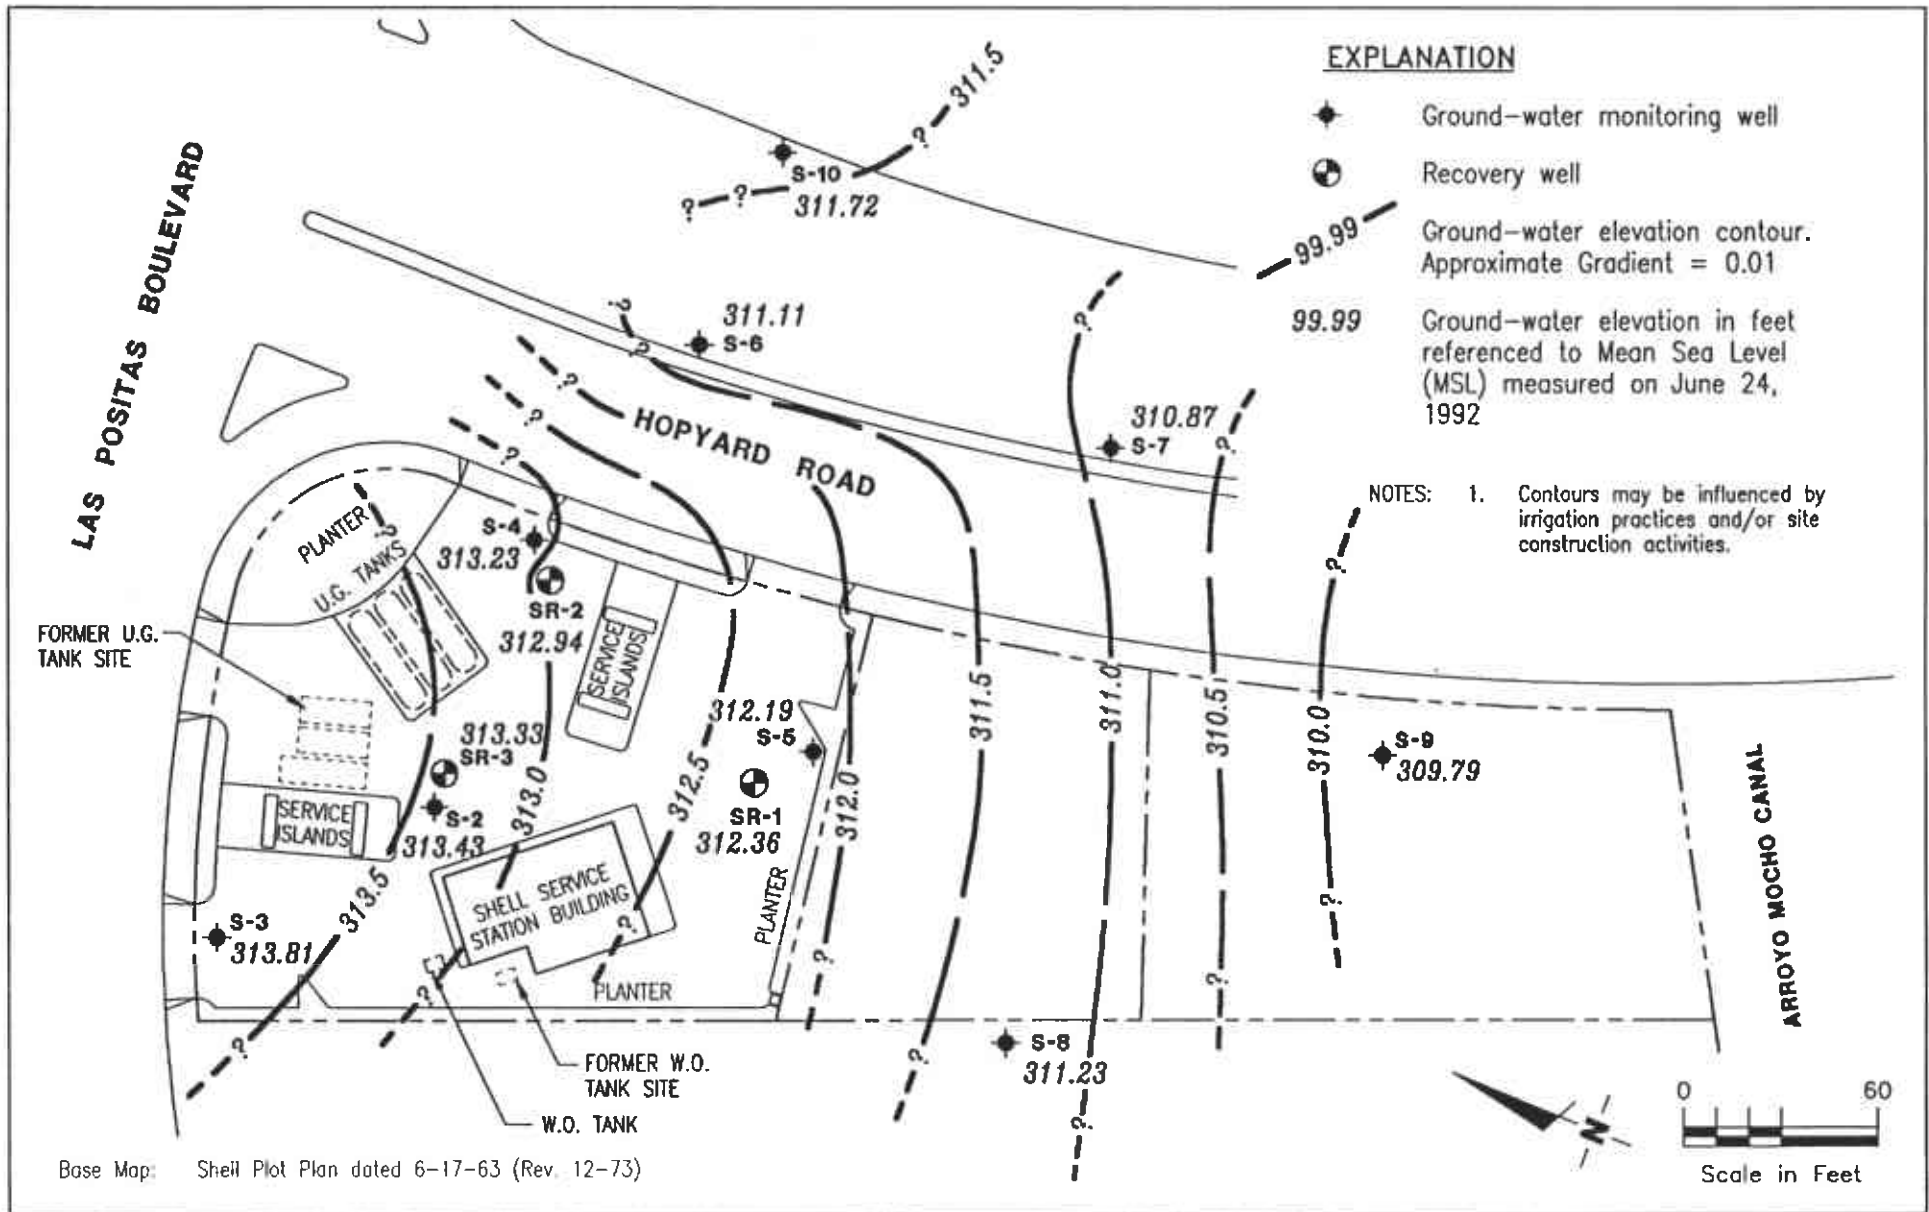 EXPLANATION
Ground-water monitoring well
Recovery well
99.99
Ground-water elevation contour.
Approximate Gradient = 0.01
99.99
Ground-water elevation in feet
referenced to Mean Sea Level
(MSL) measured on June 24,
1992
NOTES: 1. Contours may be influenced by
irrigation practices and/or site
construction activities.
LAS POSITAS BOULEVARD
HOPYARD ROAD
ARROYO MOCHO CANAL
311.5
?
?
?
S-10
311.72
?
?
311.11
S-6
?
?
?
?
?
310.87
S-7
?
?
PLANTER
?
U.G. TANKS
S-4
313.23
SR-2
312.94
SERVICE
ISLANDS
FORMER U.G.
TANK SITE
313.33
SR-3
S-2
313.43
SERVICE
ISLANDS
312.19
S-5
SR-1
312.36
S-9
309.79
313.5
313.0
312.5
312.0
311.5
311.0
310.5
310.0
SHELL SERVICE
STATION BUILDING
PLANTER
PLANTER
S-3
313.81
?
?
?
?
?
?
?
?
S-8
311.23
FORMER W.O.
TANK SITE
W.O. TANK
N
0 60
Scale in Feet
Base Map: Shell Plot Plan dated 6-17-63 (Rev. 12-73)